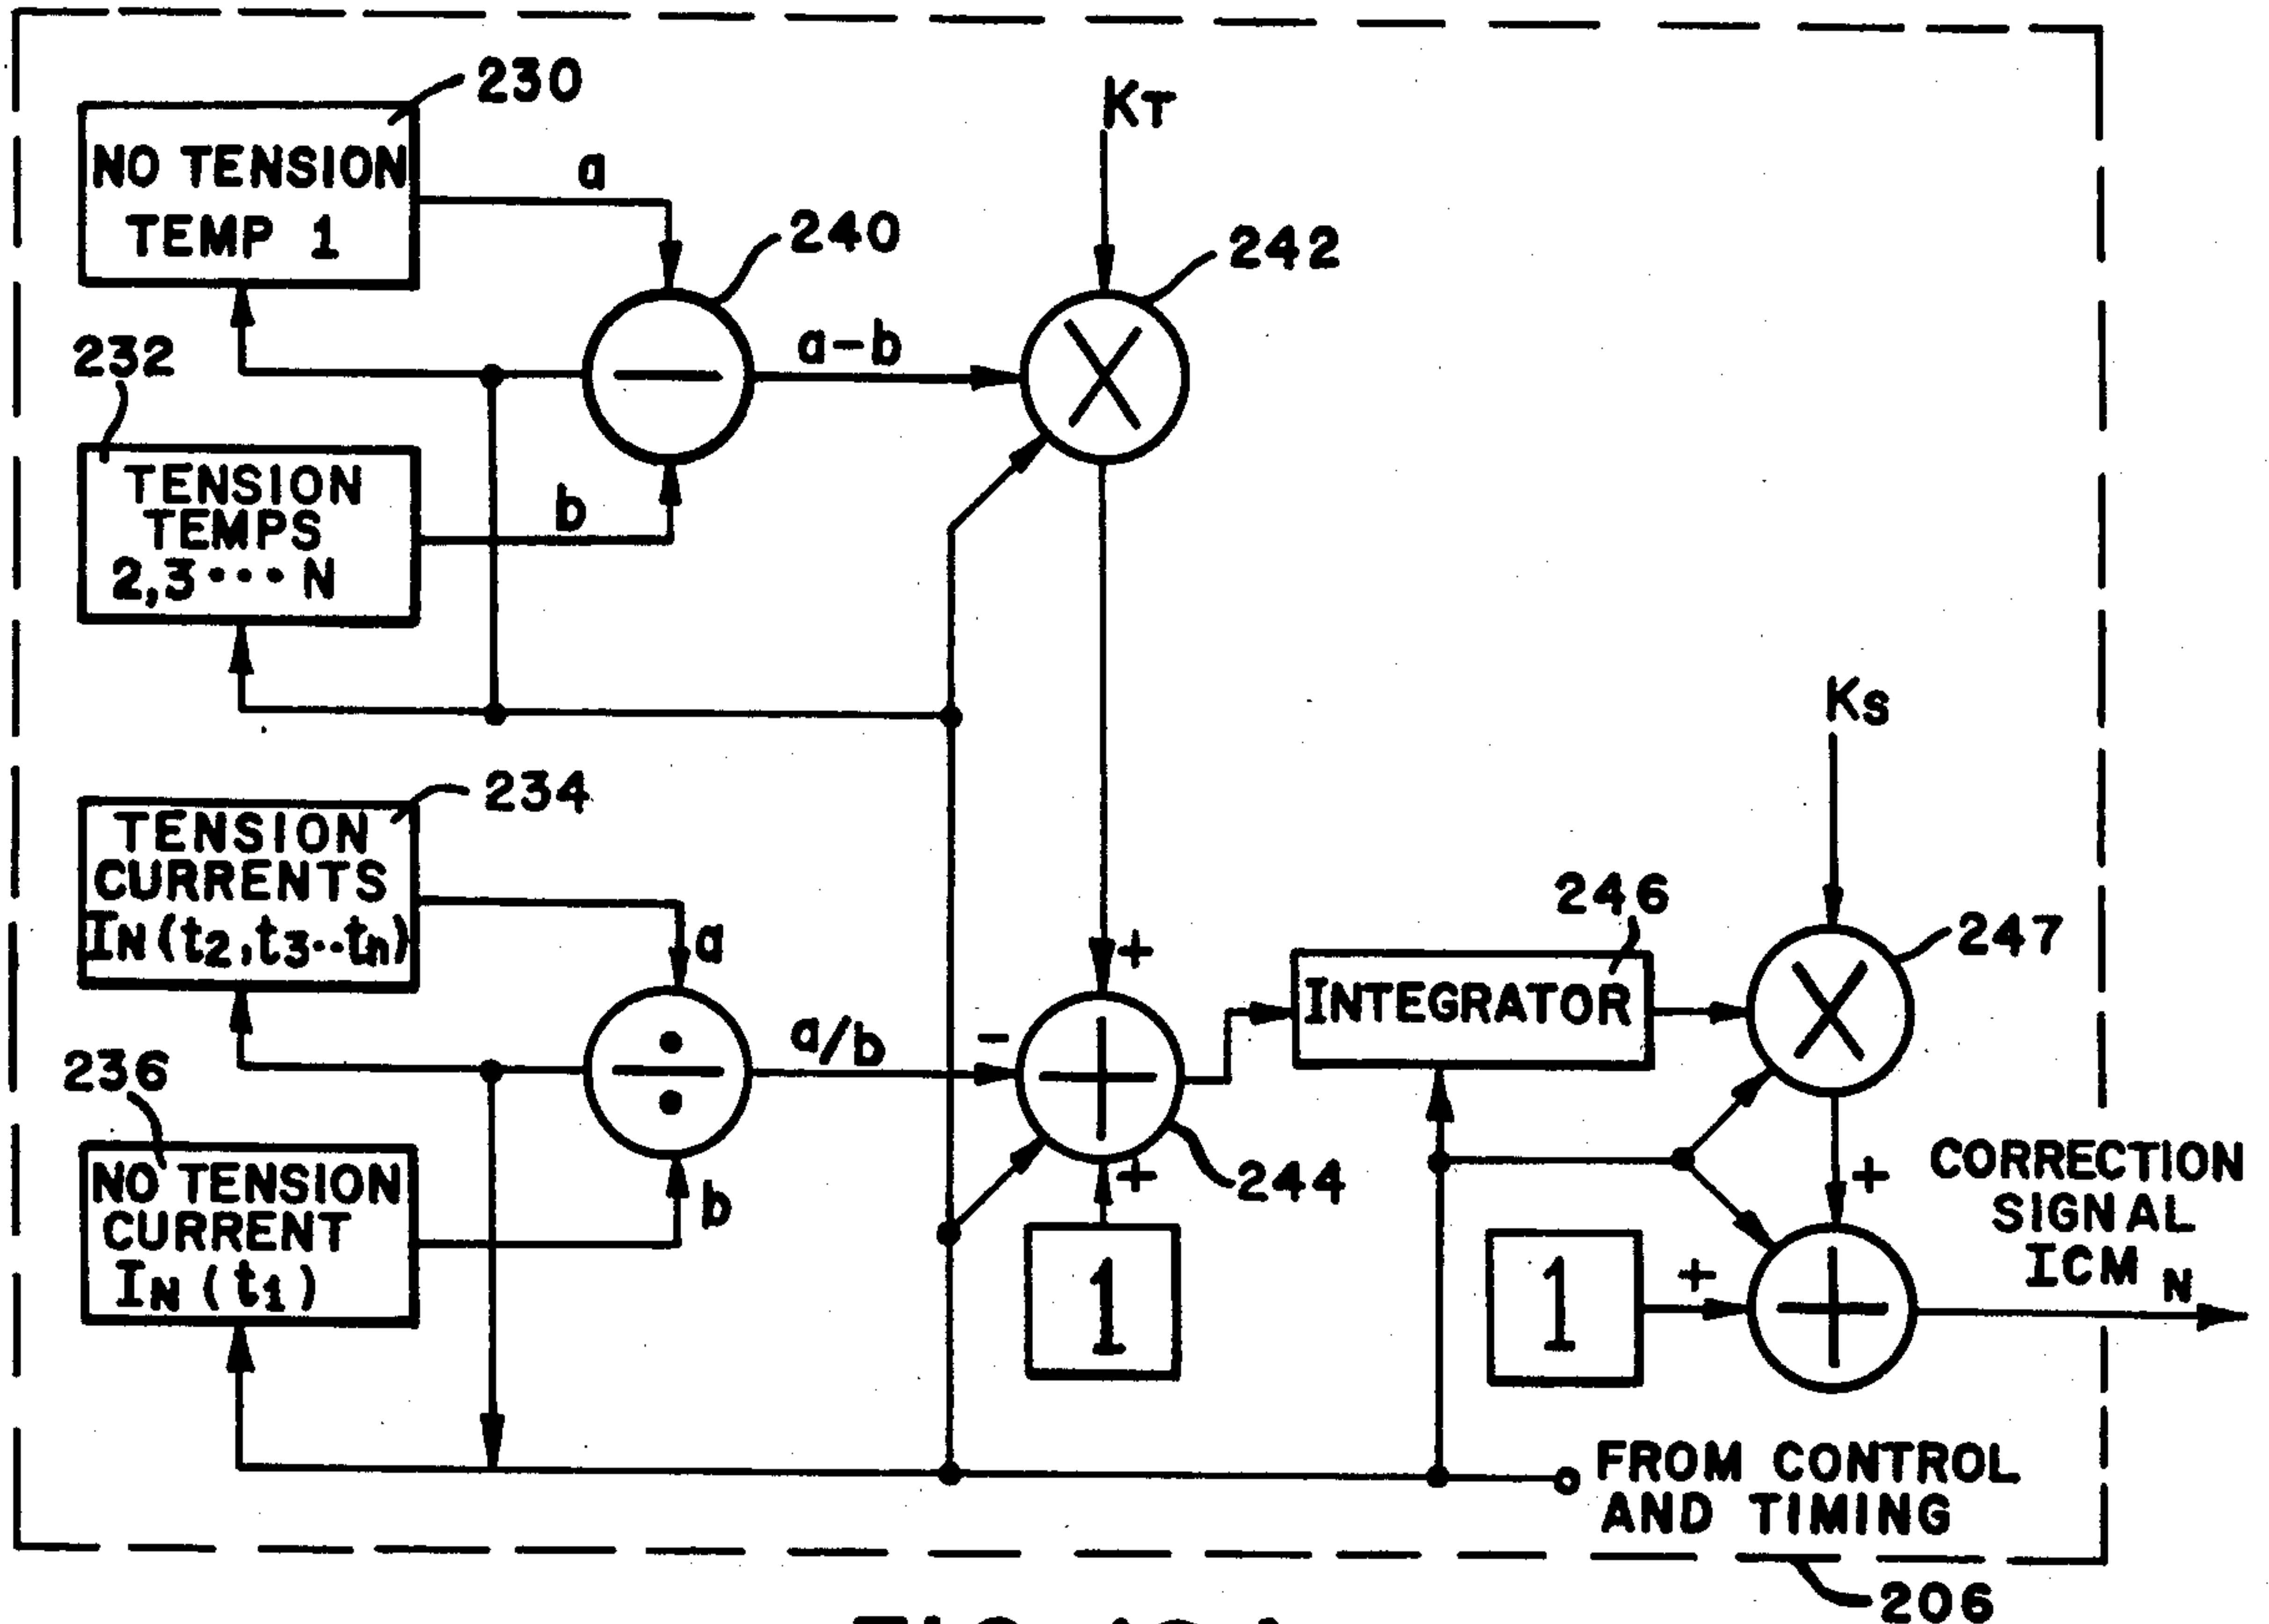 230
NO TENSION
TEMP 1
a
KT
240
242
a-b
232
TENSION
TEMPS
2,3··· N
b
KS
234
TENSION
CURRENTS
IN(t2,t3··tn)
a
a/b
-
+
246
INTEGRATOR
247
236
NO TENSION
CURRENT
IN (t1)
b
+
244
1
1
+
+
CORRECTION
SIGNAL
ICM N
FROM CONTROL
AND TIMING
206